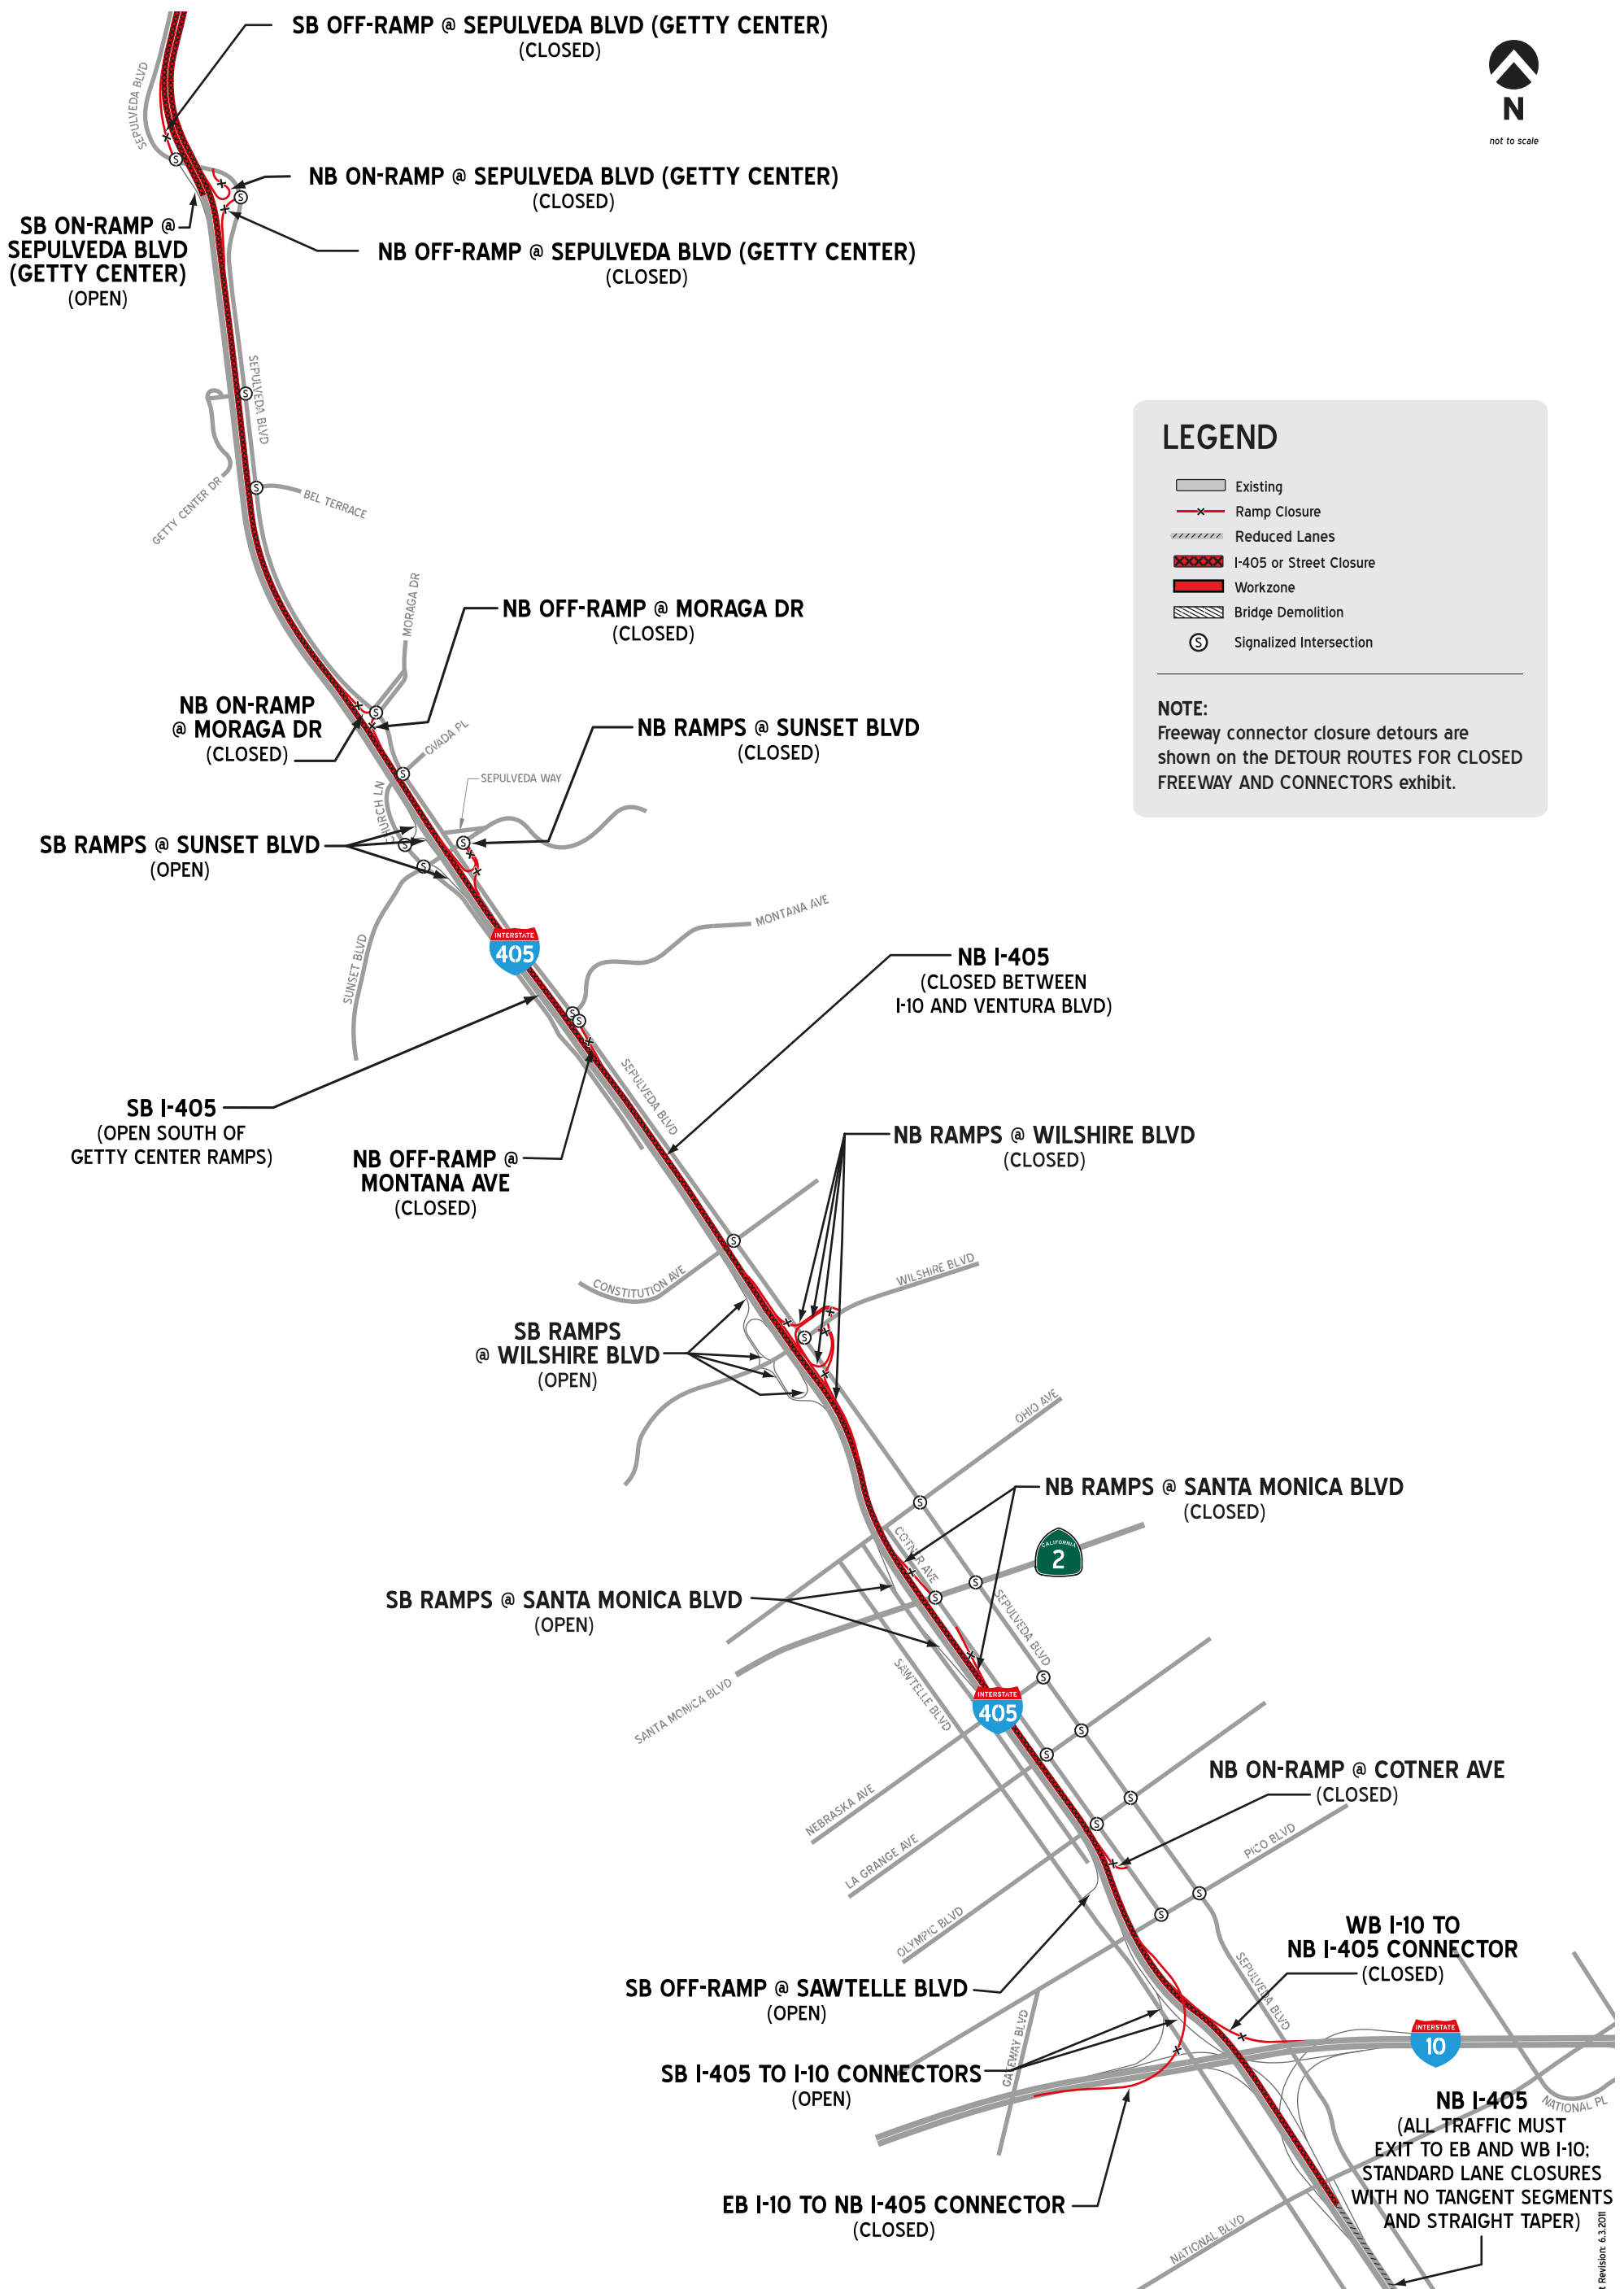 SB OFF-RAMP @ SEPULVEDA BLVD (GETTY CENTER)
(CLOSED)
N
not to scale
SEPULVEDA BLVD
S
NB ON-RAMP @ SEPULVEDA BLVD (GETTY CENTER)
(CLOSED)
S
SB ON-RAMP @
SEPULVEDA BLVD
(GETTY CENTER)
(OPEN)
NB OFF-RAMP @ SEPULVEDA BLVD (GETTY CENTER)
(CLOSED)
SEPULVEDA BLVD
S
GETTY CENTER DR
S
BEL TERRACE
LEGEND
Existing
Ramp Closure
Reduced Lanes
I-405 or Street Closure
Workzone
Bridge Demolition
S
Signalized Intersection
NOTE:
Freeway connector closure detours are
shown on the DETOUR ROUTES FOR CLOSED
FREEWAY AND CONNECTORS exhibit.
MORAGA DR
NB OFF-RAMP @ MORAGA DR
(CLOSED)
NB ON-RAMP
@ MORAGA DR
(CLOSED)
S
OVADA PL
S
NB RAMPS @ SUNSET BLVD
(CLOSED)
SEPULVEDA WAY
CHURCH LN
S
S
S
SB RAMPS @ SUNSET BLVD
(OPEN)
SUNSET BLVD
INTERSTATE
405
MONTANA AVE
S
S
NB I-405
(CLOSED BETWEEN
I-10 AND VENTURA BLVD)
SB I-405
(OPEN SOUTH OF
GETTY CENTER RAMPS)
SEPULVEDA BLVD
NB OFF-RAMP @
MONTANA AVE
(CLOSED)
NB RAMPS @ WILSHIRE BLVD
(CLOSED)
S
CONSTITUTION AVE
WILSHIRE BLVD
S
SB RAMPS
@ WILSHIRE BLVD
(OPEN)
OHIO AVE
S
NB RAMPS @ SANTA MONICA BLVD
(CLOSED)
COTNER AVE
CALIFORNIA
2
S
S
SB RAMPS @ SANTA MONICA BLVD
(OPEN)
SEPULVEDA BLVD
S
SANTA MONICA BLVD
SAWTELLE BLVD
INTERSTATE
405
S
S
NEBRASKA AVE
NB ON-RAMP @ COTNER AVE
(CLOSED)
S
S
LA GRANGE AVE
PICO BLVD
OLYMPIC BLVD
S
S
SB OFF-RAMP @ SAWTELLE BLVD
(OPEN)
WB I-10 TO
NB I-405 CONNECTOR
(CLOSED)
SEPULVEDA BLVD
GATEWAY BLVD
SB I-405 TO I-10 CONNECTORS
(OPEN)
INTERSTATE
10
NATIONAL PL
NB I-405
(ALL TRAFFIC MUST
EXIT TO EB AND WB I-10;
STANDARD LANE CLOSURES
WITH NO TANGENT SEGMENTS
AND STRAIGHT TAPER)
EB I-10 TO NB I-405 CONNECTOR
(CLOSED)
NATIONAL BLVD
Revision: 6.3.2011